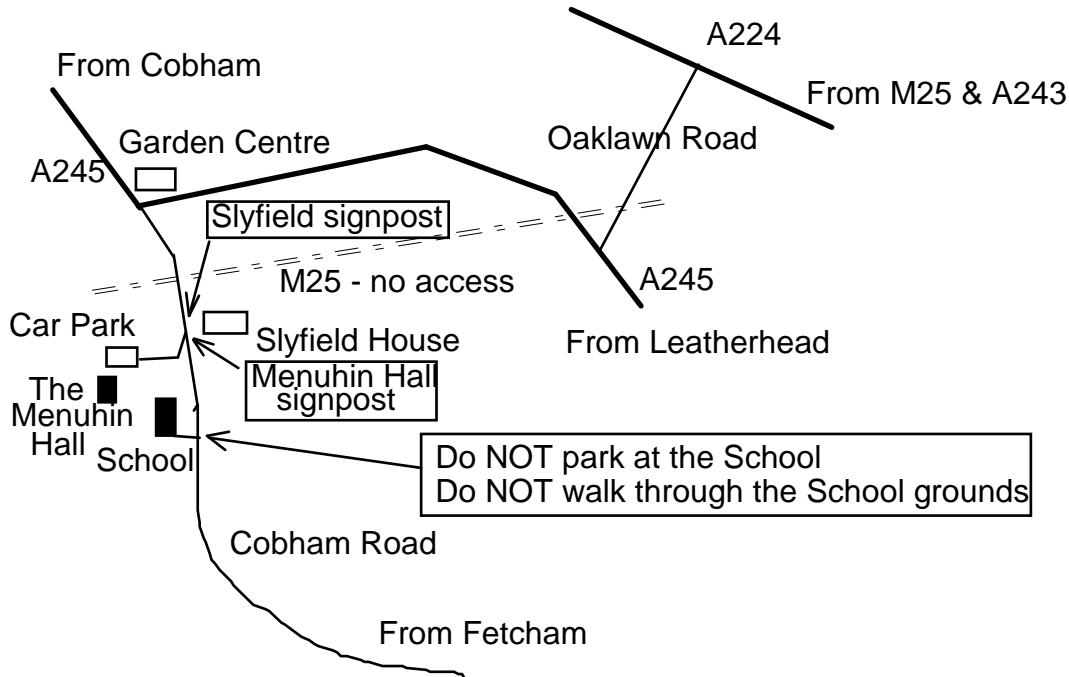 A224
From Cobham
From M25 & A243
Garden Centre
Oaklawn Road
A245
Slyfield signpost
M25 - no access
A245
Car Park
Slyfield House
From Leatherhead
Menuhin Hall
signpost
The
Menuhin
Hall
School
Do NOT park at the School
Do NOT walk through the School grounds
Cobham Road
From Fetcham